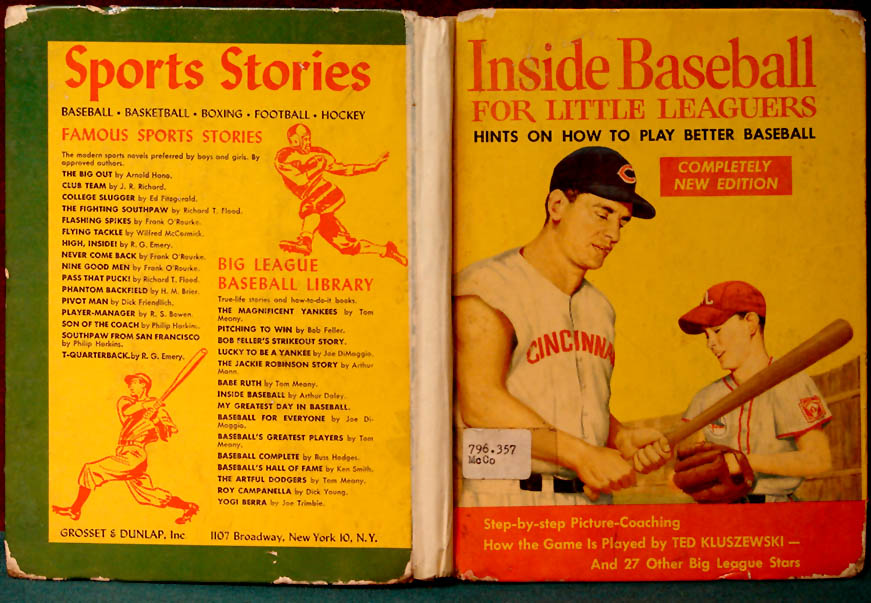 Sports Stories
BASEBALL • BASKETBALL • BOXING • FOOTBALL • HOCKEY
FAMOUS SPORTS STORIES
The modern sports novels preferred by boys and girls. By
approved authors.
THE BIG OUT by Arnold Hano.
CLUB TEAM by J. R. Richard.
COLLEGE SLUGGER by Ed Fitzgerald.
THE FIGHTING SOUTHPAW by Richard T. Flood.
FLASHING SPIKES by Frank O'Rourke.
FLYING TACKLE by Wilfred McCormick.
HIGH, INSIDE! by R. G. Emery.
NEVER COME BACK by Frank O'Rourke.
NINE GOOD MEN by Frank O'Rourke.
PASS THAT PUCK! by Richard T. Flood.
PHANTOM BACKFIELD by H. M. Brier.
PIVOT MAN by Dick Friendlich.
PLAYER-MANAGER by R. S. Bowen.
SON OF THE COACH by Philip Harkins.
SOUTHPAW FROM SAN FRANCISCO
by Philip Harkins.
T-QUARTERBACK by R. G. Emery.
BIG LEAGUE
BASEBALL LIBRARY
True-life stories and how-to-do-it books.
THE MAGNIFICENT YANKEES by Tom
Meany.
PITCHING TO WIN by Bob Feller.
BOB FELLER'S STRIKEOUT STORY.
LUCKY TO BE A YANKEE by Joe DiMaggio.
THE JACKIE ROBINSON STORY by Arthur
Mann.
BABE RUTH by Tom Meany.
INSIDE BASEBALL by Arthur Daley.
MY GREATEST DAY IN BASEBALL.
BASEBALL FOR EVERYONE by Joe Di-
Maggio.
BASEBALL'S GREATEST PLAYERS by Tom
Meany.
BASEBALL COMPLETE by Russ Hodges.
BASEBALL'S HALL OF FAME by Ken Smith.
THE ARTFUL DODGERS by Tom Meany.
ROY CAMPANELLA by Dick Young.
YOGI BERRA by Joe Trimble.
GROSSET & DUNLAP, Inc. 1107 Broadway, New York 10, N.Y.
Inside Baseball
FOR LITTLE LEAGUERS
HINTS ON HOW TO PLAY BETTER BASEBALL
COMPLETELY
NEW EDITION
C
L
CINCINNA
796.357
McCo
Step-by-step Picture-Coaching
How the Game Is Played by TED KLUSZEWSKI —
And 27 Other Big League Stars